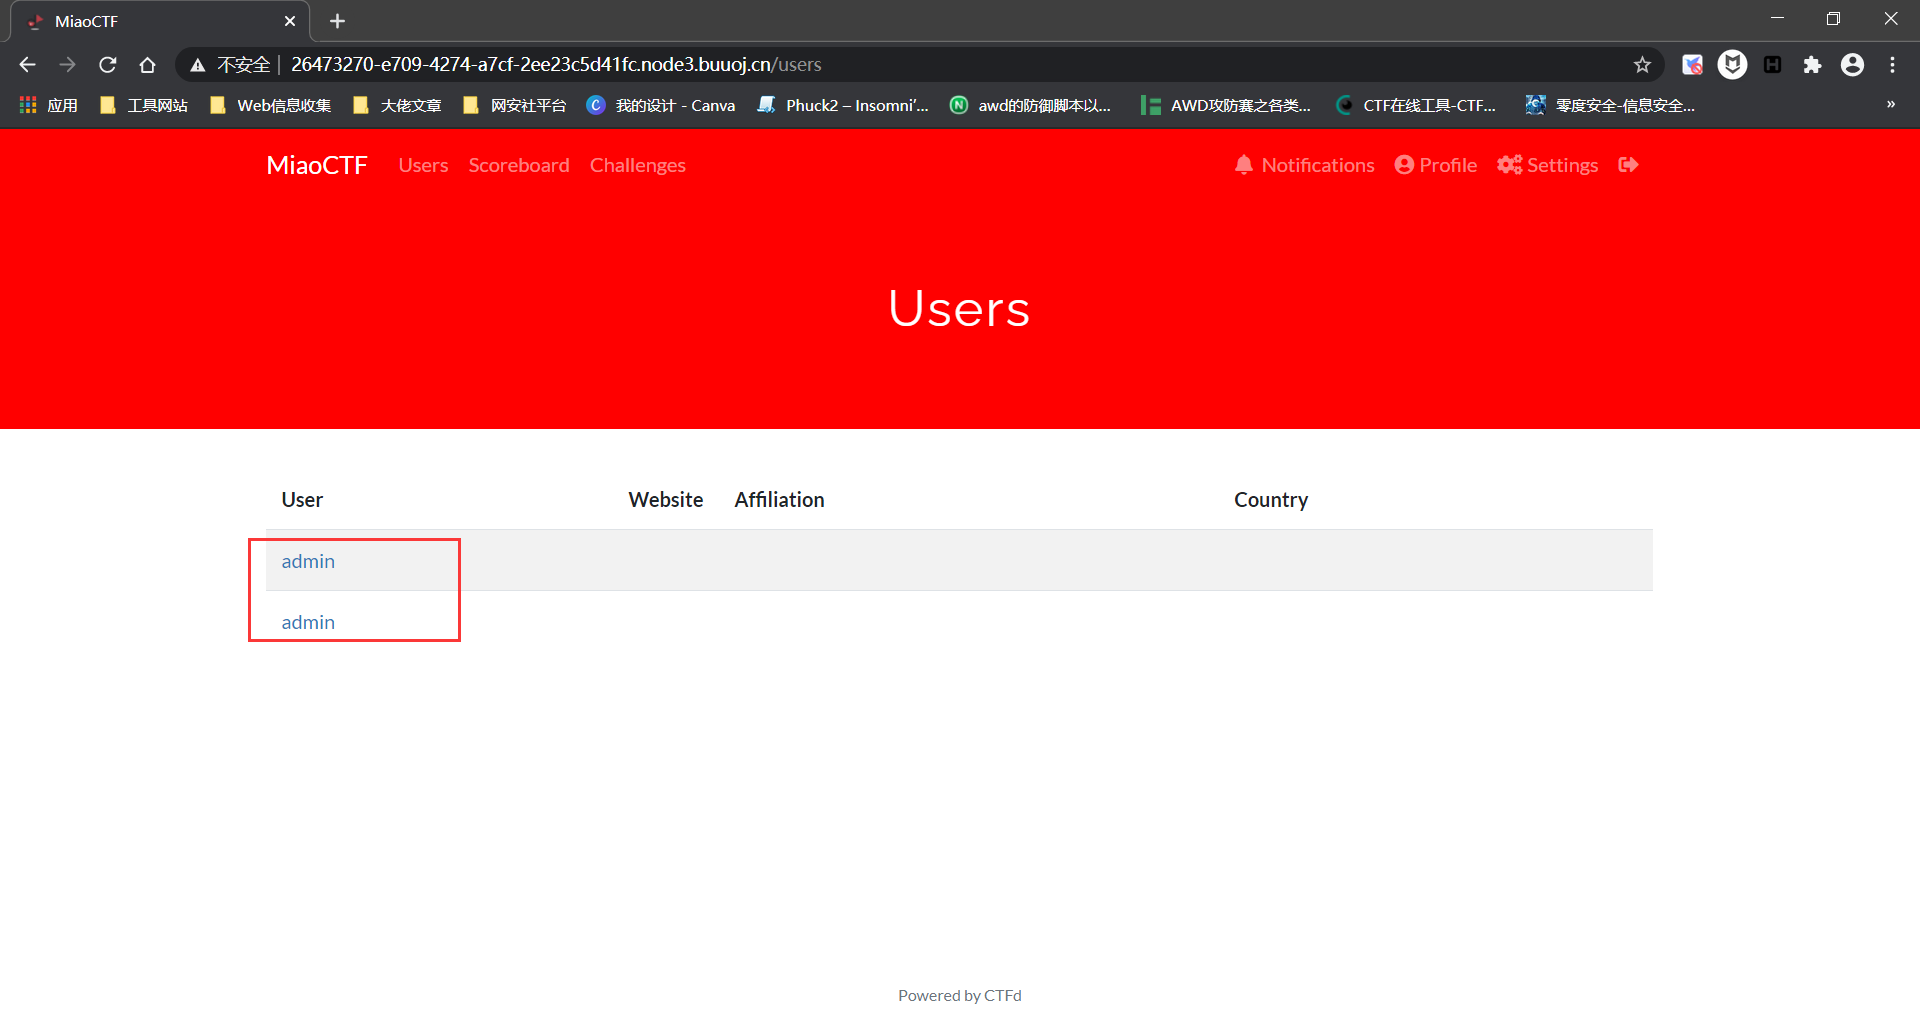 MiaoCTF
不安全 26473270-e709-4274-a7cf-2ee23c5d41fc.node3.buuoj.cn/users
应用 工具网站 Web信息收集 大佬文章 网安社平台 我的设计 - Canva Phuck2 – Insomni'... awd的防御脚本以... AWD攻防赛之各类... CTF在线工具-CTF... 零度安全-信息安全... »
MiaoCTF Users Scoreboard Challenges Notifications Profile Settings
Users
User Website Affiliation Country
admin
admin
Powered by CTFd